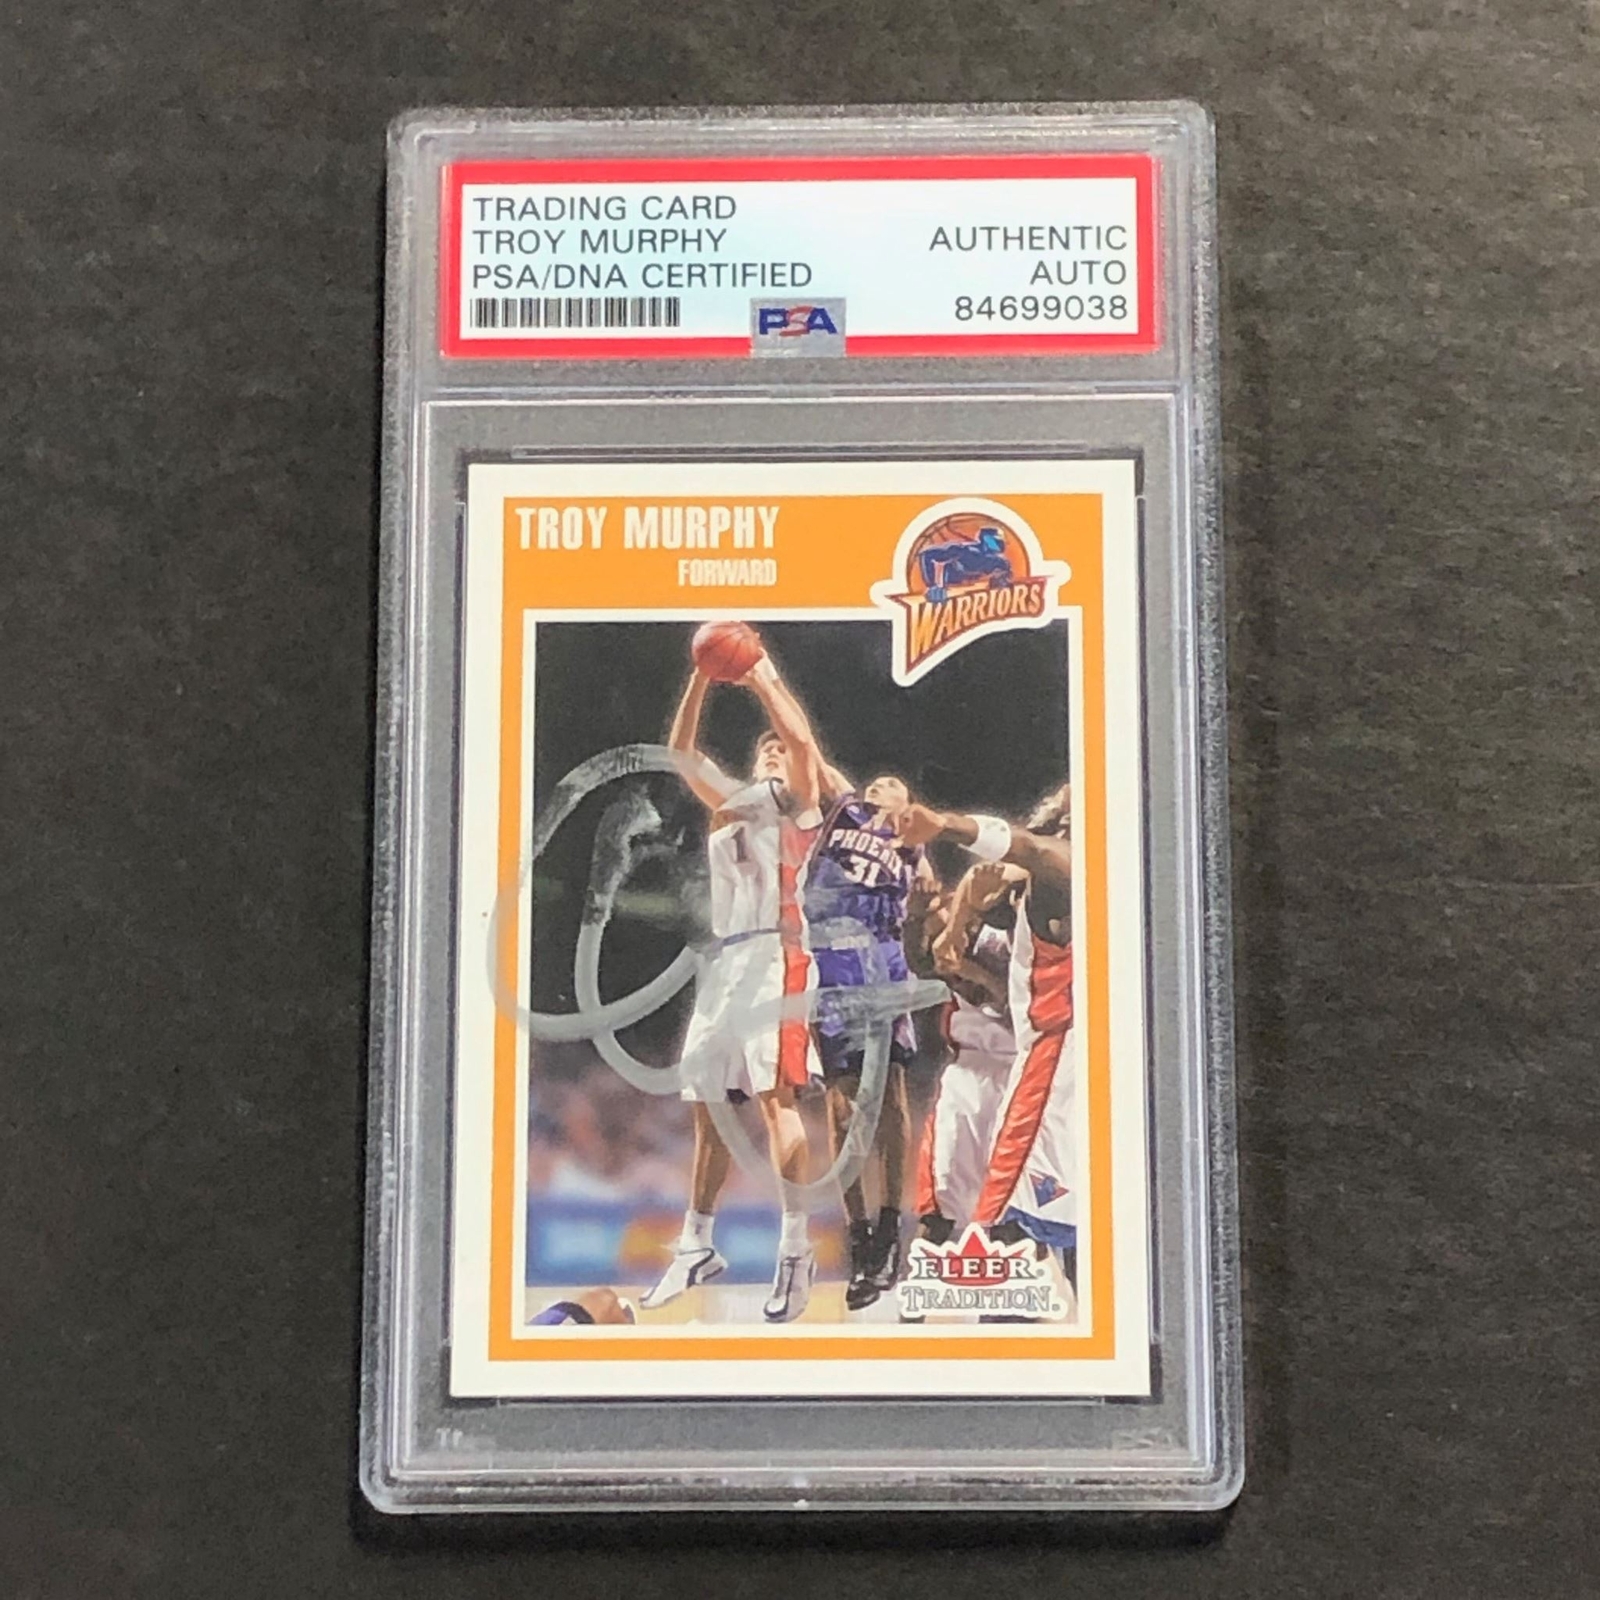 TRADING CARD
TROY MURPHY
PSA/DNA CERTIFIED
AUTHENTIC
AUTO
84699038
PSA
TROY MURPHY
FORWARD
WARRIORS
1
PHOENIX
31
FLEER
TRADITION.